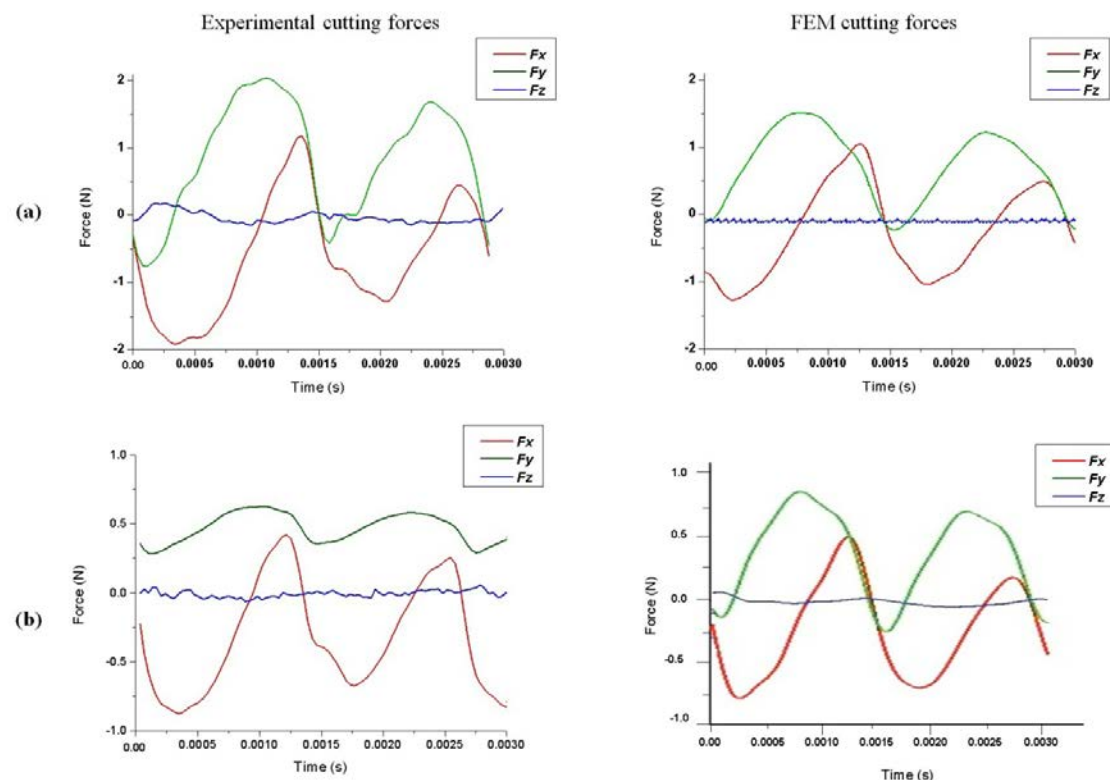 Experimental cutting forces
FEM cutting forces
(a)
Fx
Fy
Fz
2
1
0
-1
-2
Force (N)
0.00 0.0005 0.0010 0.0015 0.0020 0.0025 0.0030
Time (s)
Fx
Fy
Fz
2
1
0
-1
-2
Force (N)
0.00 0.0005 0.0010 0.0015 0.0020 0.0025 0.0030
Time (s)
(b)
Fx
Fy
Fz
1.0
0.5
0.0
-0.5
-1.0
Force (N)
0.00 0.0005 0.0010 0.0015 0.0020 0.0025 0.0030
Time (s)
Fx
Fy
Fz
1.0
0.5
0.0
-0.5
-1.0
Force (N)
0.00 0.0005 0.0010 0.0015 0.0020 0.0025 0.0030
Time (s)